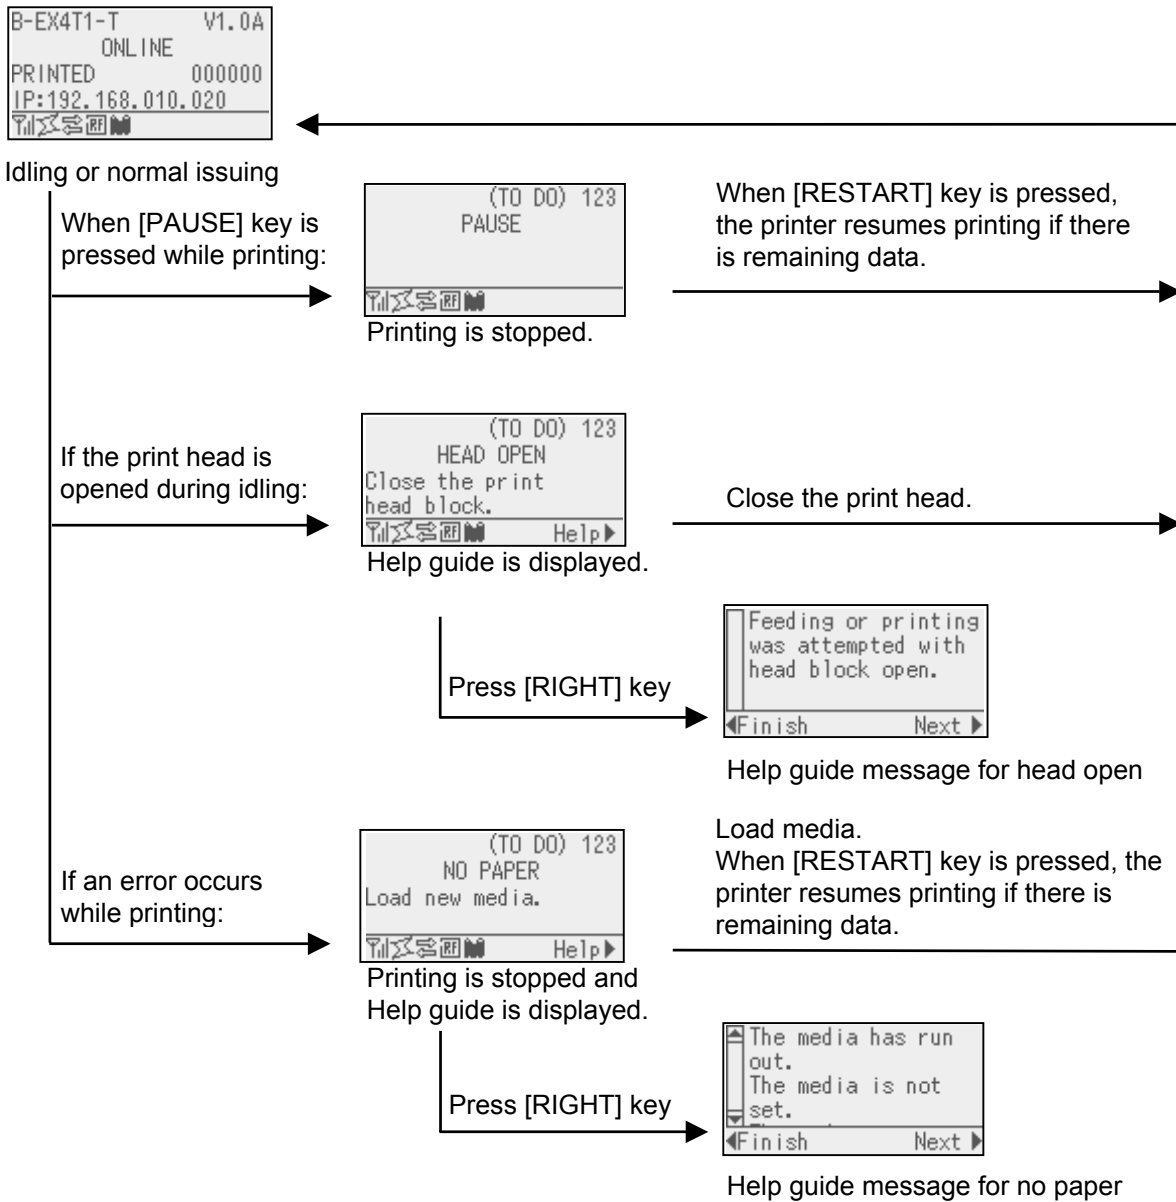 B-EX4T1-T V1.0A
ONLINE
PRINTED 000000
IP:192.168.010.020
RF
Idling or normal issuing
When [PAUSE] key is
pressed while printing:
(TO DO) 123
PAUSE
RF
Printing is stopped.
When [RESTART] key is pressed,
the printer resumes printing if there
is remaining data.
If the print head is
opened during idling:
(TO DO) 123
HEAD OPEN
Close the print
head block.
RF Help
Help guide is displayed.
Close the print head.
Press [RIGHT] key
Feeding or printing
was attempted with
head block open.
Finish Next
Help guide message for head open
If an error occurs
while printing:
(TO DO) 123
NO PAPER
Load new media.
RF Help
Printing is stopped and
Help guide is displayed.
Load media.
When [RESTART] key is pressed, the
printer resumes printing if there is
remaining data.
Press [RIGHT] key
The media has run
out.
The media is not
set.
Finish Next
Help guide message for no paper